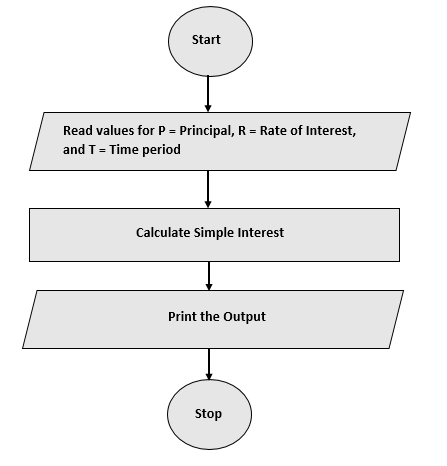 Start
Read values for P = Principal, R = Rate of Interest,
and T = Time period
Calculate Simple Interest
Print the Output
Stop